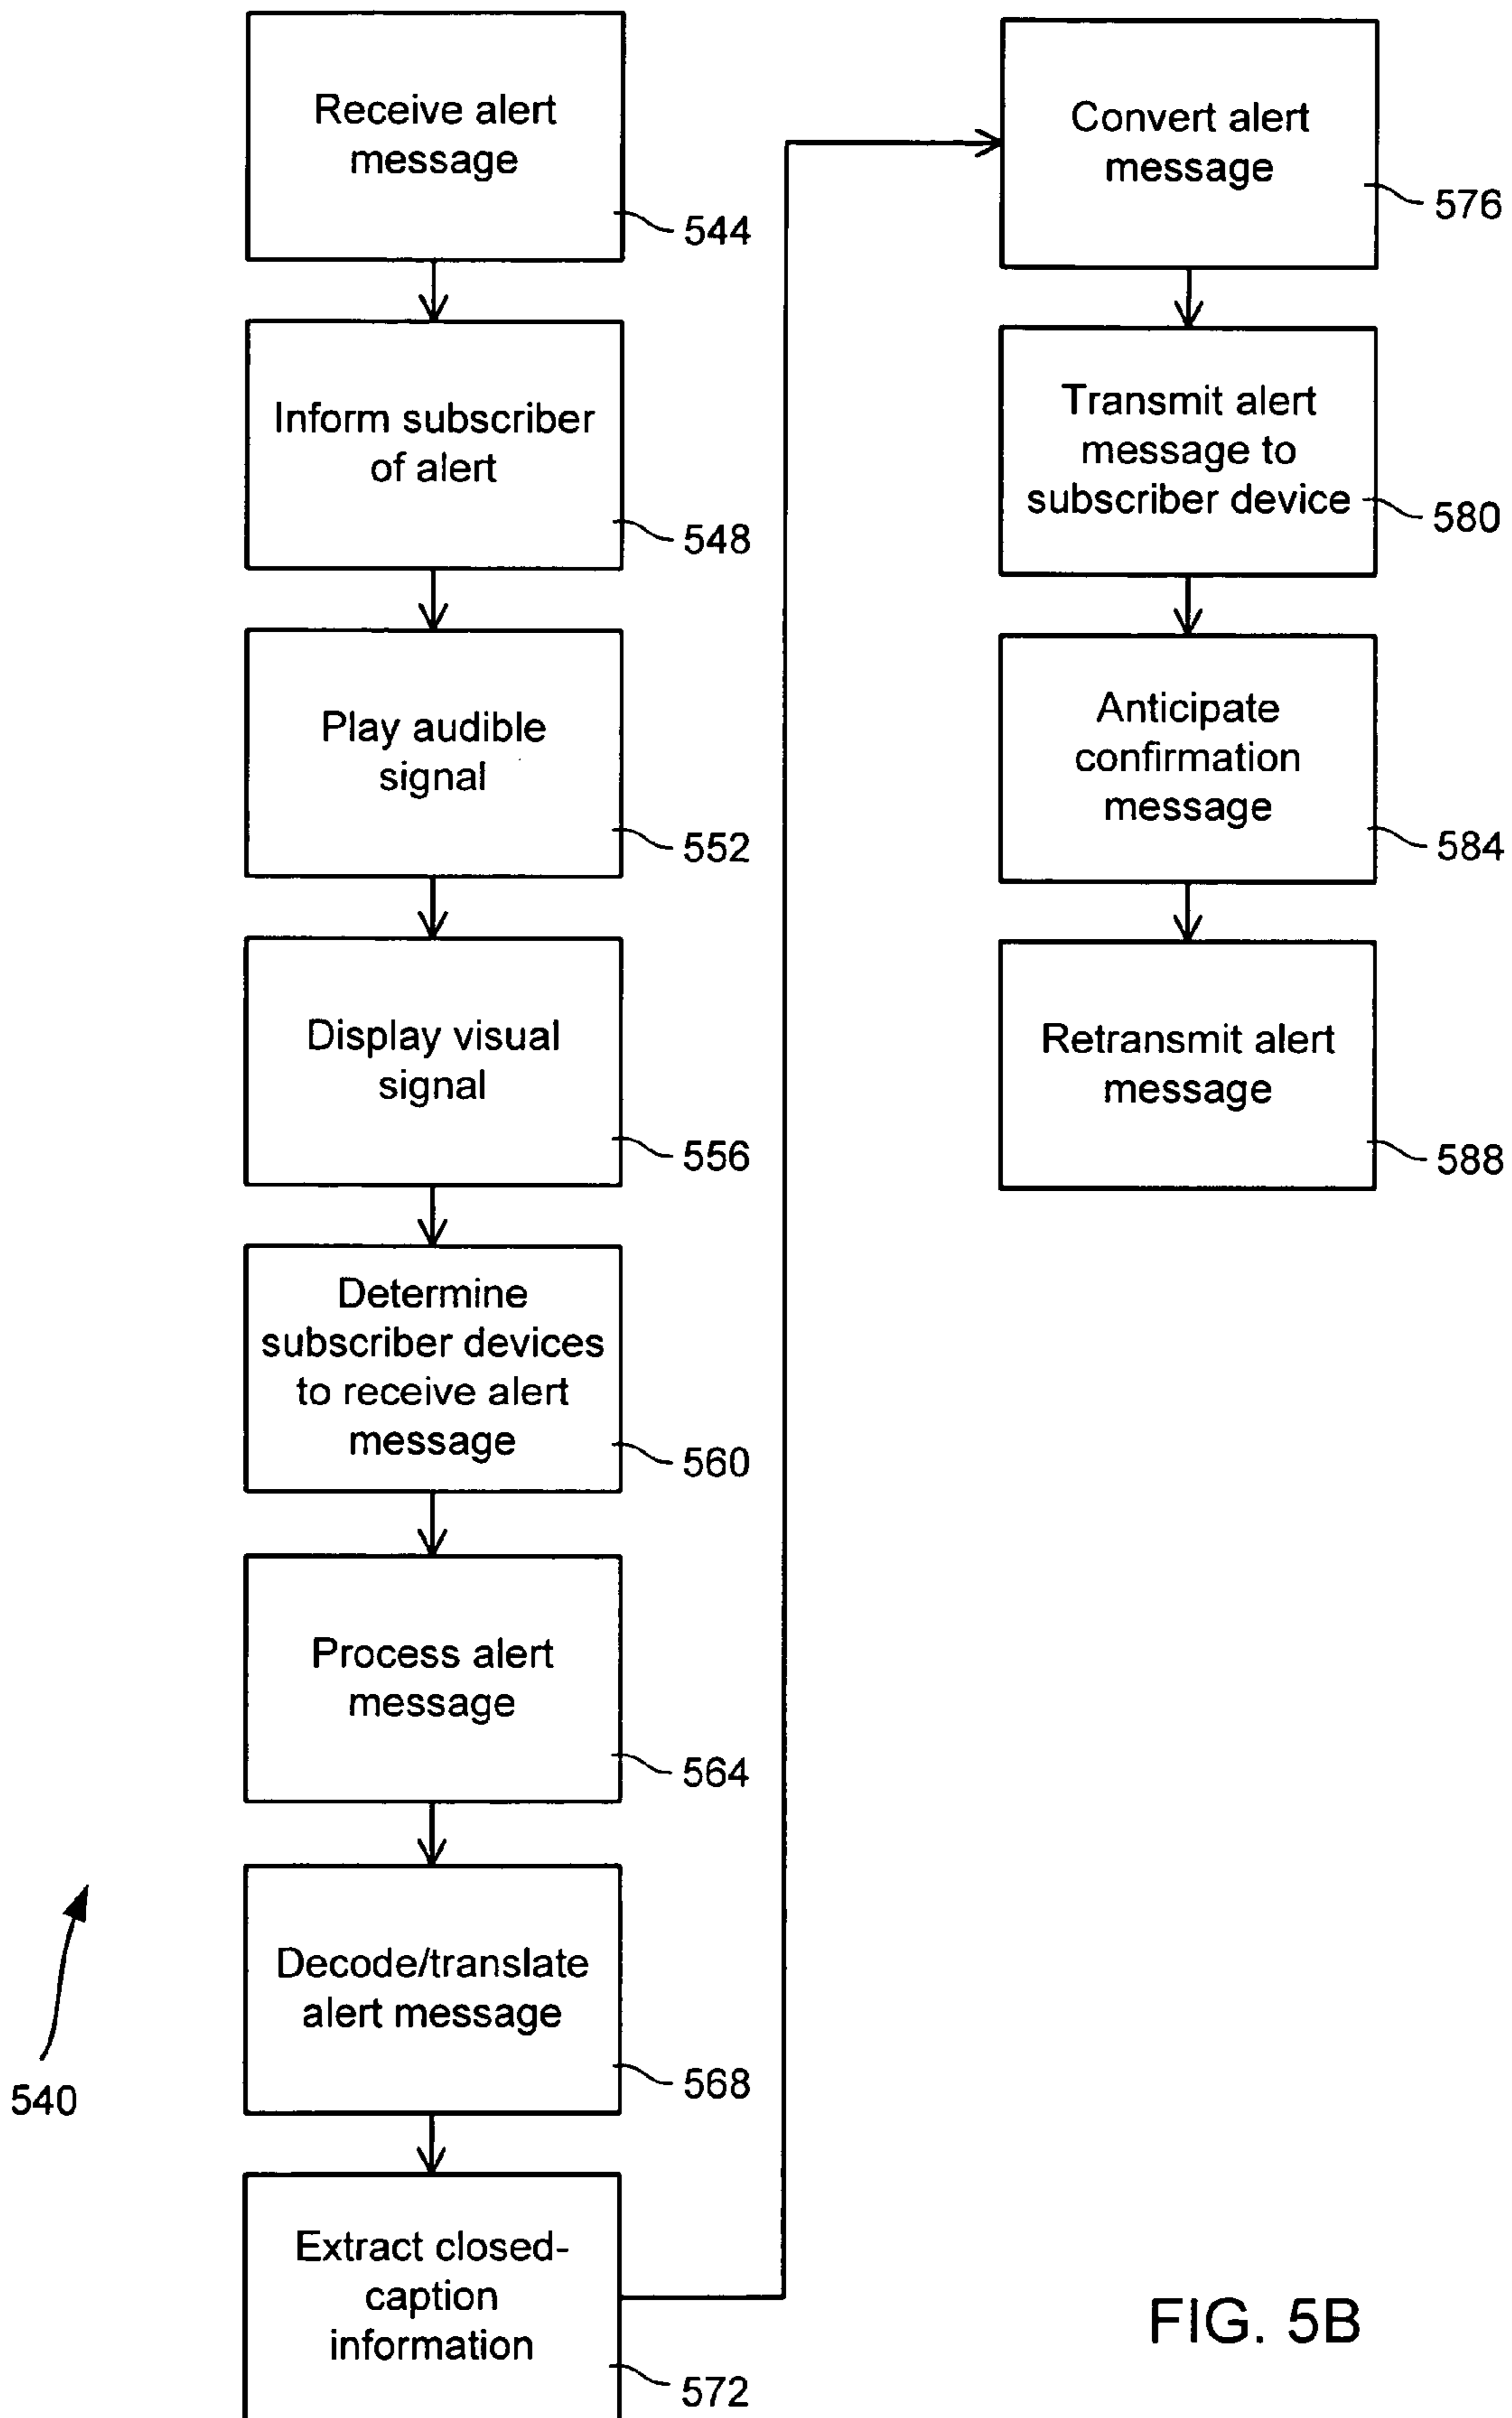 Receive alert
message
544
Inform subscriber
of alert
548
Play audible
signal
552
Display visual
signal
556
Determine
subscriber devices
to receive alert
message
560
Process alert
message
564
Decode/translate
alert message
568
Extract closed-
caption
information
572
540
Convert alert
message
576
Transmit alert
message to
subscriber device
580
Anticipate
confirmation
message
584
Retransmit alert
message
588
FIG. 5B